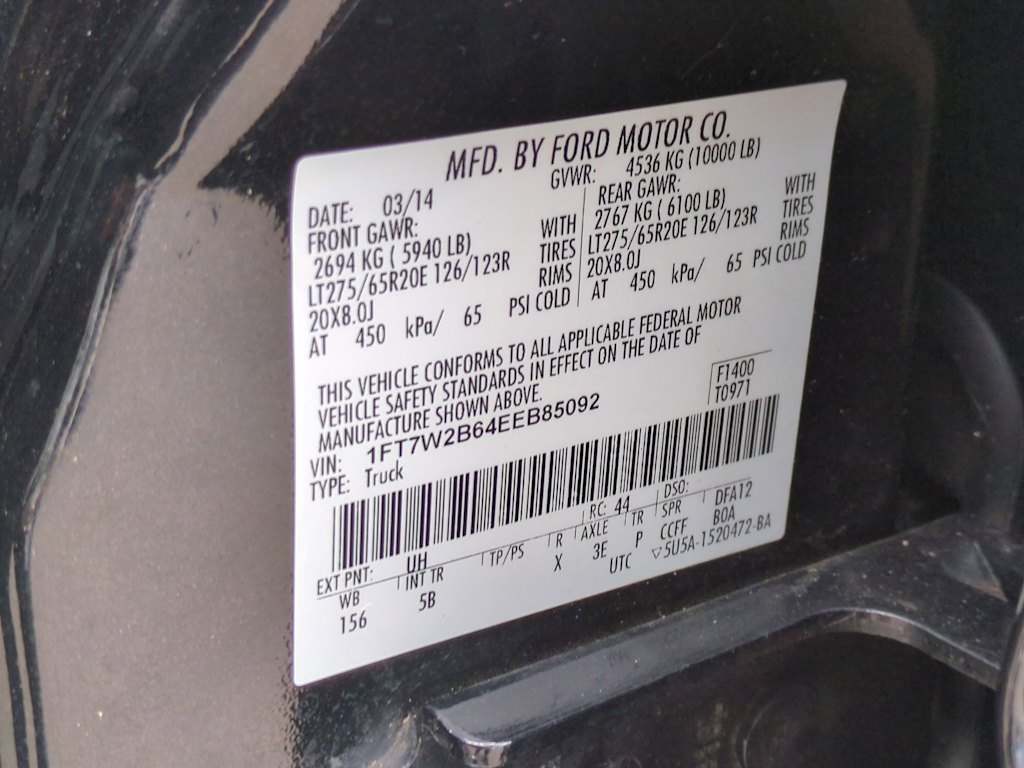 MFD. BY FORD MOTOR CO.
DATE: 03/14 GVWR: 4536 KG (10000 LB)
FRONT GAWR: REAR GAWR:
2694 KG ( 5940 LB) WITH 2767 KG ( 6100 LB) WITH
LT275/65R20E 126/123R TIRES LT275/65R20E 126/123R TIRES
20X8.0J RIMS 20X8.0J RIMS
AT 450 kPa/ 65 PSI COLD AT 450 kPa/ 65 PSI COLD
THIS VEHICLE CONFORMS TO ALL APPLICABLE FEDERAL MOTOR
VEHICLE SAFETY STANDARDS IN EFFECT ON THE DATE OF
MANUFACTURE SHOWN ABOVE.
F1400
T0971
VIN: 1FT7W2B64EEB85092
TYPE: Truck
EXT PNT: UH RC: 44 DSO:
WB INT TR TP/PS R AXLE TR SPR DFA12
156 5B X 3E P CCFF BOA
UTC ▽5U5A-1520472-BA